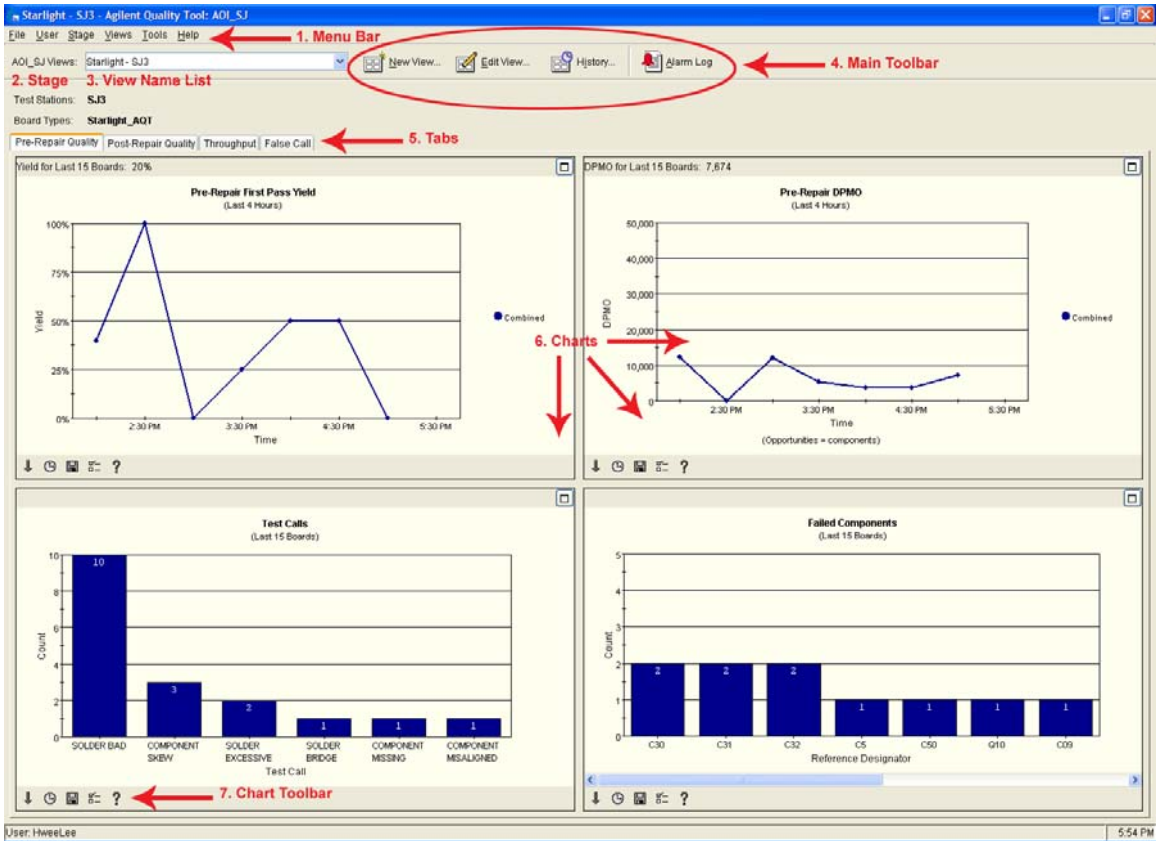 Starlight - SJ3 - Agilent Quality Tool: AOI_SJ
File User Stage Views Tools Help
1. Menu Bar
AOI_SJ Views: Starlight - SJ3
New View... Edit View... History... Alarm Log
4. Main Toolbar
2. Stage 3. View Name List
Test Stations: SJ3
Board Types: Starlight_AQT
Pre-Repair Quality Post-Repair Quality Throughput False Call
5. Tabs
Yield for Last 15 Boards: 20%
Pre-Repair First Pass Yield
(Last 4 Hours)
100%
75%
50%
25%
0%
Yield
2:30 PM 3:30 PM 4:30 PM 5:30 PM
Time
Combined
DPMO for Last 15 Boards: 7,674
Pre-Repair DPMO
(Last 4 Hours)
50,000
40,000
30,000
20,000
10,000
0
DPMO
2:30 PM 3:30 PM 4:30 PM 5:30 PM
Time
(Opportunities = components)
Combined
6. Charts
Test Calls
(Last 15 Boards)
10
8
6
4
2
0
Count
10 3 2 1 1 1
SOLDER BAD
COMPONENT SKEW
SOLDER EXCESSIVE
SOLDER BRIDGE
COMPONENT MISSING
COMPONENT MISALIGNED
Test Call
Failed Components
(Last 15 Boards)
5
4
3
2
1
0
Count
2 2 2 1 1 1 1
C30 C31 C32 C5 C50 Q10 C09
Reference Designator
7. Chart Toolbar
User: HweeLee
5:54 PM